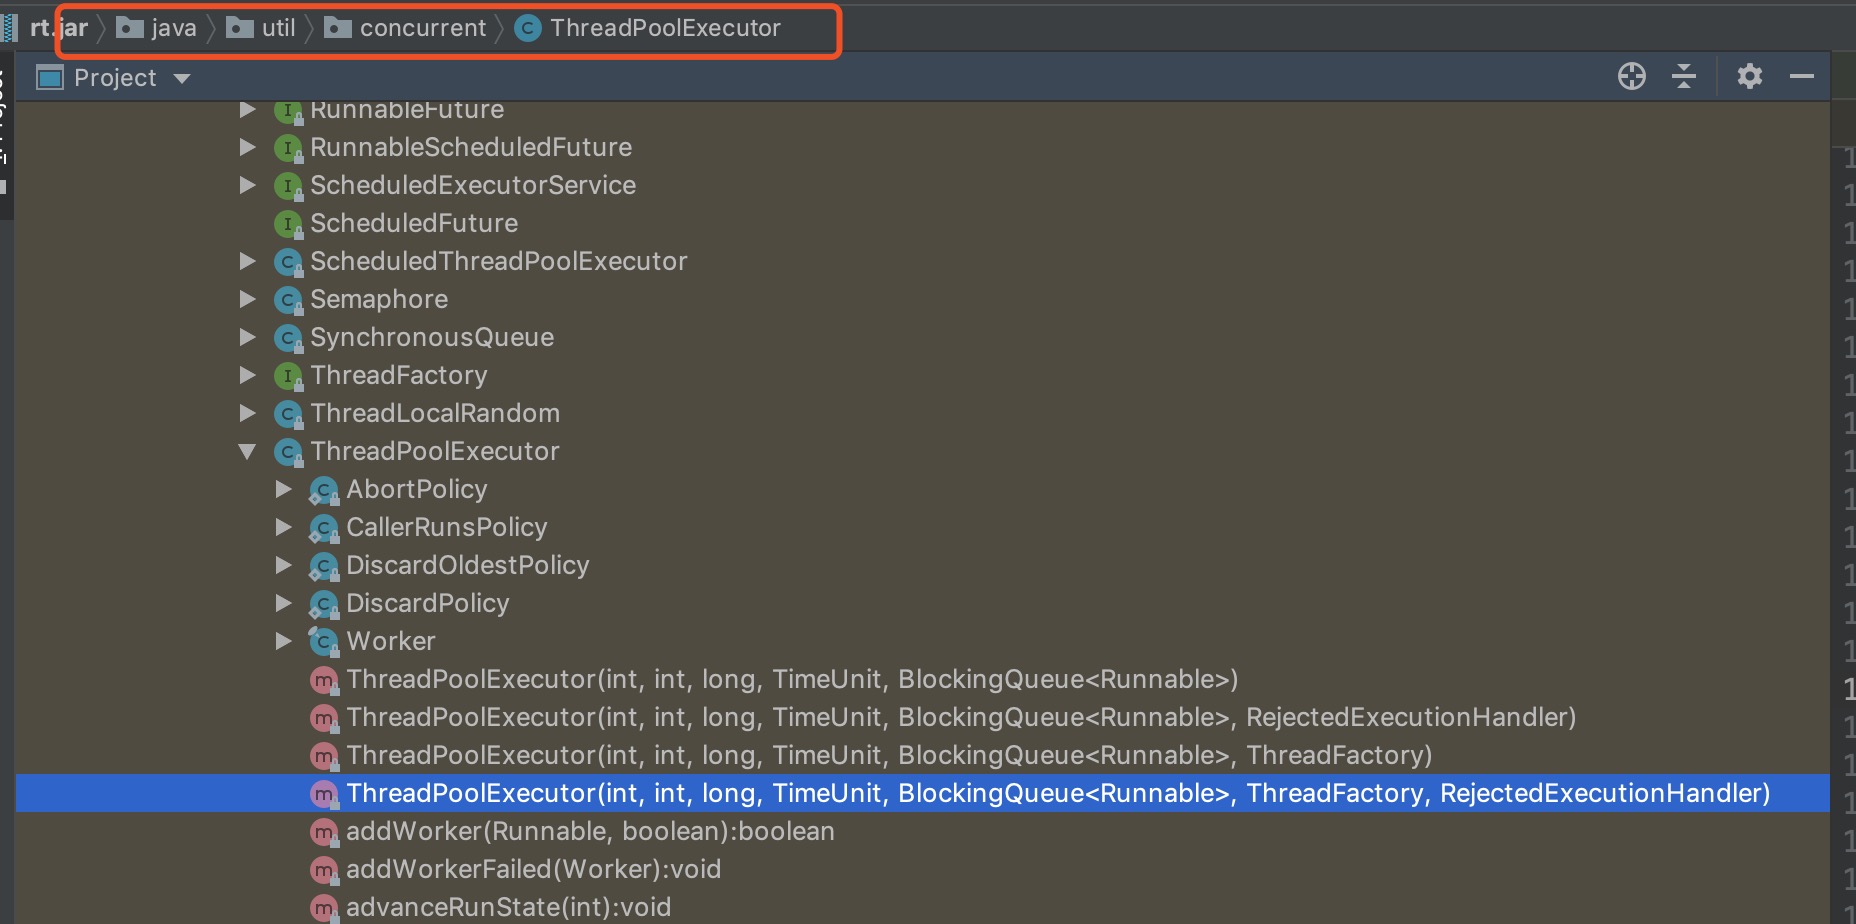 rt.jar java util concurrent C ThreadPoolExecutor
Project
I RunnableFuture
I RunnableScheduledFuture
I ScheduledExecutorService
I ScheduledFuture
C ScheduledThreadPoolExecutor
C Semaphore
C SynchronousQueue
I ThreadFactory
C ThreadLocalRandom
C ThreadPoolExecutor
C AbortPolicy
C CallerRunsPolicy
C DiscardOldestPolicy
C DiscardPolicy
C Worker
m ThreadPoolExecutor(int, int, long, TimeUnit, BlockingQueue<Runnable>)
m ThreadPoolExecutor(int, int, long, TimeUnit, BlockingQueue<Runnable>, RejectedExecutionHandler)
m ThreadPoolExecutor(int, int, long, TimeUnit, BlockingQueue<Runnable>, ThreadFactory)
m ThreadPoolExecutor(int, int, long, TimeUnit, BlockingQueue<Runnable>, ThreadFactory, RejectedExecutionHandler)
m addWorker(Runnable, boolean):boolean
m addWorkerFailed(Worker):void
m advanceRunState(int):void